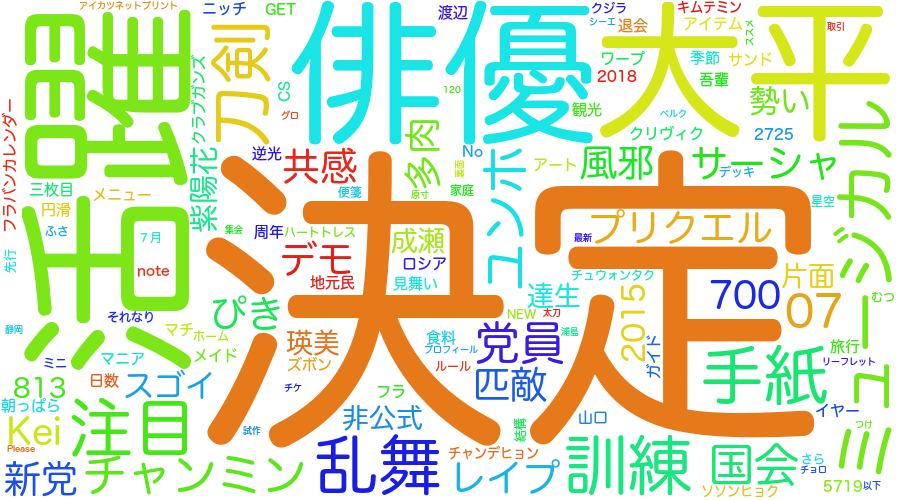 アイカツネットプリント
ニッチ
GET
渡辺
クジラ
シーエ
退会
キムテミン
アイテム
ススメ
取引
活躍
刀剣
俳優
太平
ワープ
季節
サンド
2018
吾輩
勢い
CS
グロ
120
観光
ベルク
クリヴィク
2725
フラバンカレンダー
クラブガンズ
逆光
共感
多肉
No
裏面
アート
風邪
サーシャ
デッキ
ミュージカル
三枚目
メニュー
紫陽花
便箋
原寸
家庭
ユンホ
星空
円滑
ふさ
7月
集会
周年
ハートトレス
成瀬
プリクエル
最新
先行
note
デモ
ロシア
地元民
見舞い
チュウォンタク
片面
達生
700
07
むつ
それなり
ぴき
決定
NEW
太刀
2015
静岡
マチ
ホーム
瑛美
食料
党員
浦島
ガイド
旅行
ミニ
マニア
メイド
ズボン
プロフィール
ルール
リーフレット
813
日数
スゴイ
チケ
フラ
匹敵
手紙
朝っぱら
非公式
山口
イヤー
Kei
注目
試作
結構
つけ
Please
乱舞
チャンデヒョン
訓練
国会
さら
チョロ
新党
チャンミン
レイプ
ソソンヒョク
5719
以下